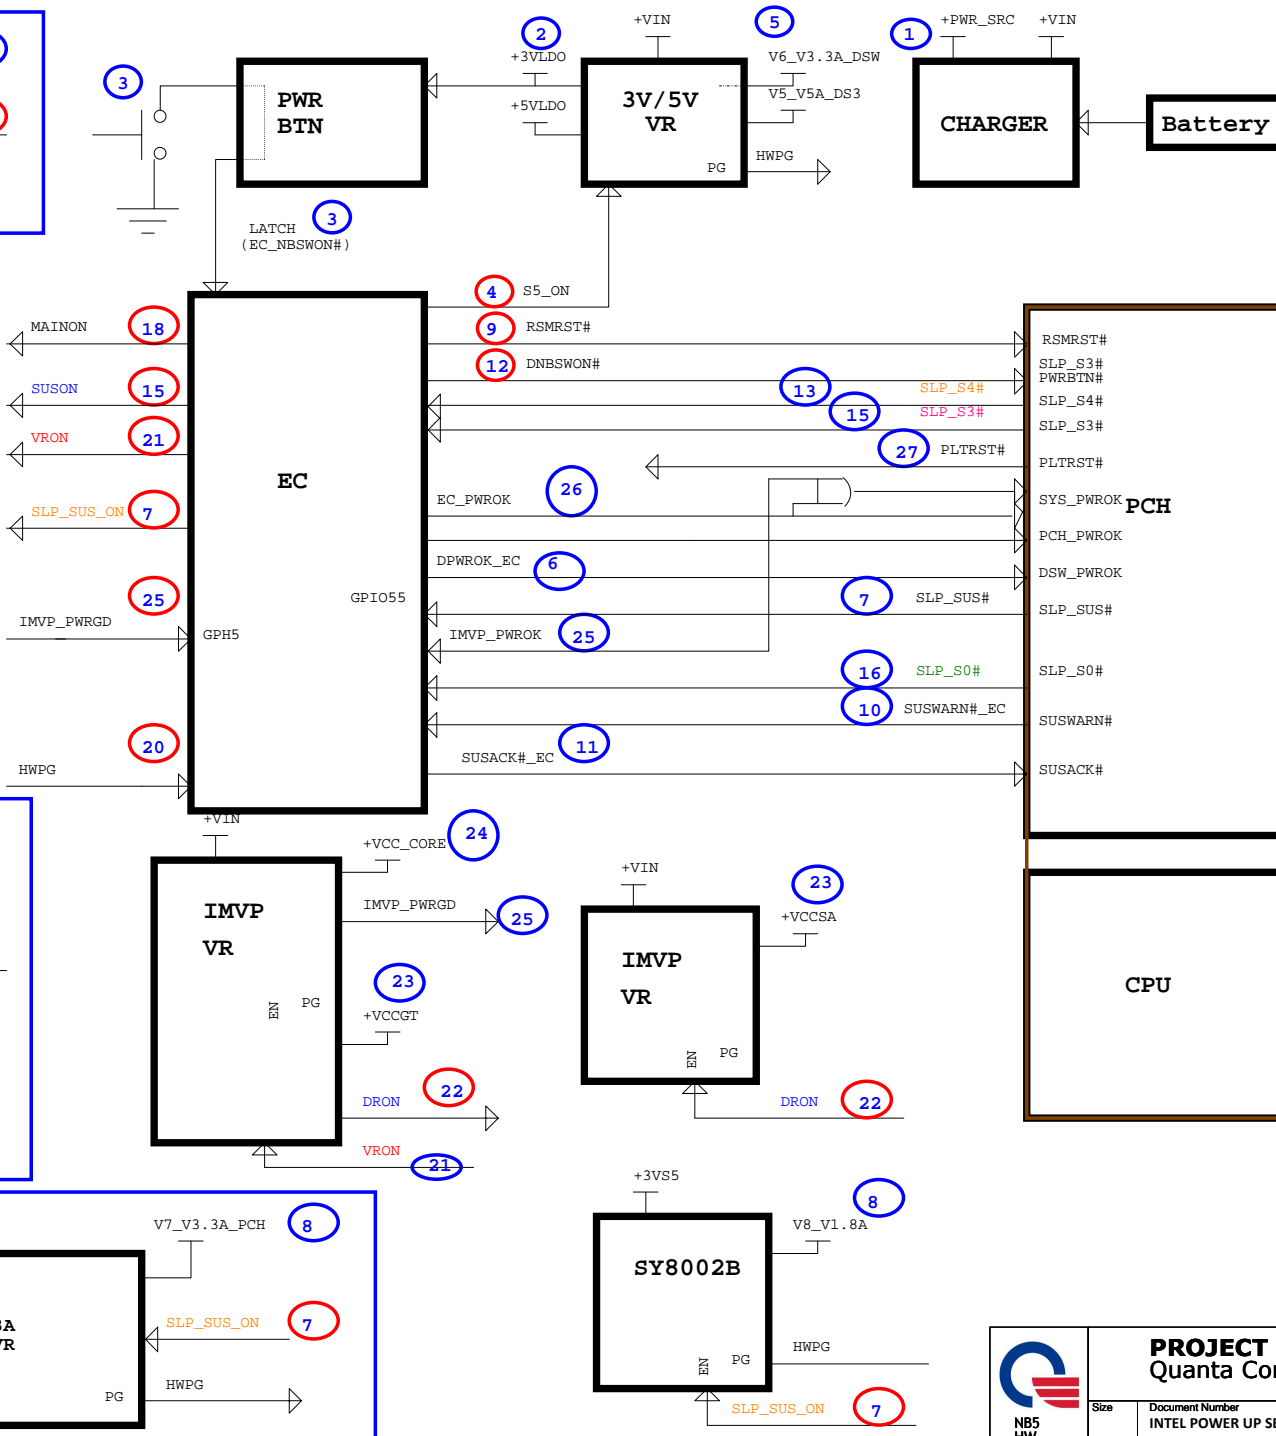 +PWR_SRC
+VIN
+VIN
1
2
5
+3VLDO
V6_V3.3A_DSW
3
+5VLDO
V5_V5A_DS3
PWR
BTN
3V/5V
VR
CHARGER
Battery
PG
HWPG
LATCH
3
(EC_NBSWON#)
4
S5_ON
MAINON
18
9
RSMRST#
RSMRST#
12
DNBSWON#
SLP_S3#
PWRBTN#
SUSON
15
13
SLP_S4#
SLP_S4#
15
SLP_S3#
SLP_S3#
VRON
21
27
PLTRST#
PLTRST#
EC
EC_PWROK
26
SYS_PWROK
PCH
SLP_SUS_ON
7
PCH_PWROK
DPWROK_EC
6
DSW_PWROK
25
GPIO55
7
SLP_SUS#
SLP_SUS#
IMVP_PWRGD
GPH5
IMVP_PWROK
25
16
SLP_S0#
SLP_S0#
10
SUSWARN#_EC
SUSWARN#
20
SUSACK#_EC
11
HWPG
SUSACK#
+VIN
+VCC_CORE
24
+VIN
23
IMVP
VR
IMVP_PWRGD
25
+VCCSA
IMVP
VR
CPU
23
EN
PG
+VCCGT
EN
PG
DRON
22
DRON
22
VRON
21
+3VS5
V7_V3.3A_PCH
8
8
V8_V1.8A
SY8002B
SLP_SUS_ON
7
HWPG
EN
PG
HWPG
PG
SLP_SUS_ON
7
PROJECT
Quanta Co
Size
Document Number
NB5
INTEL POWER UP SE